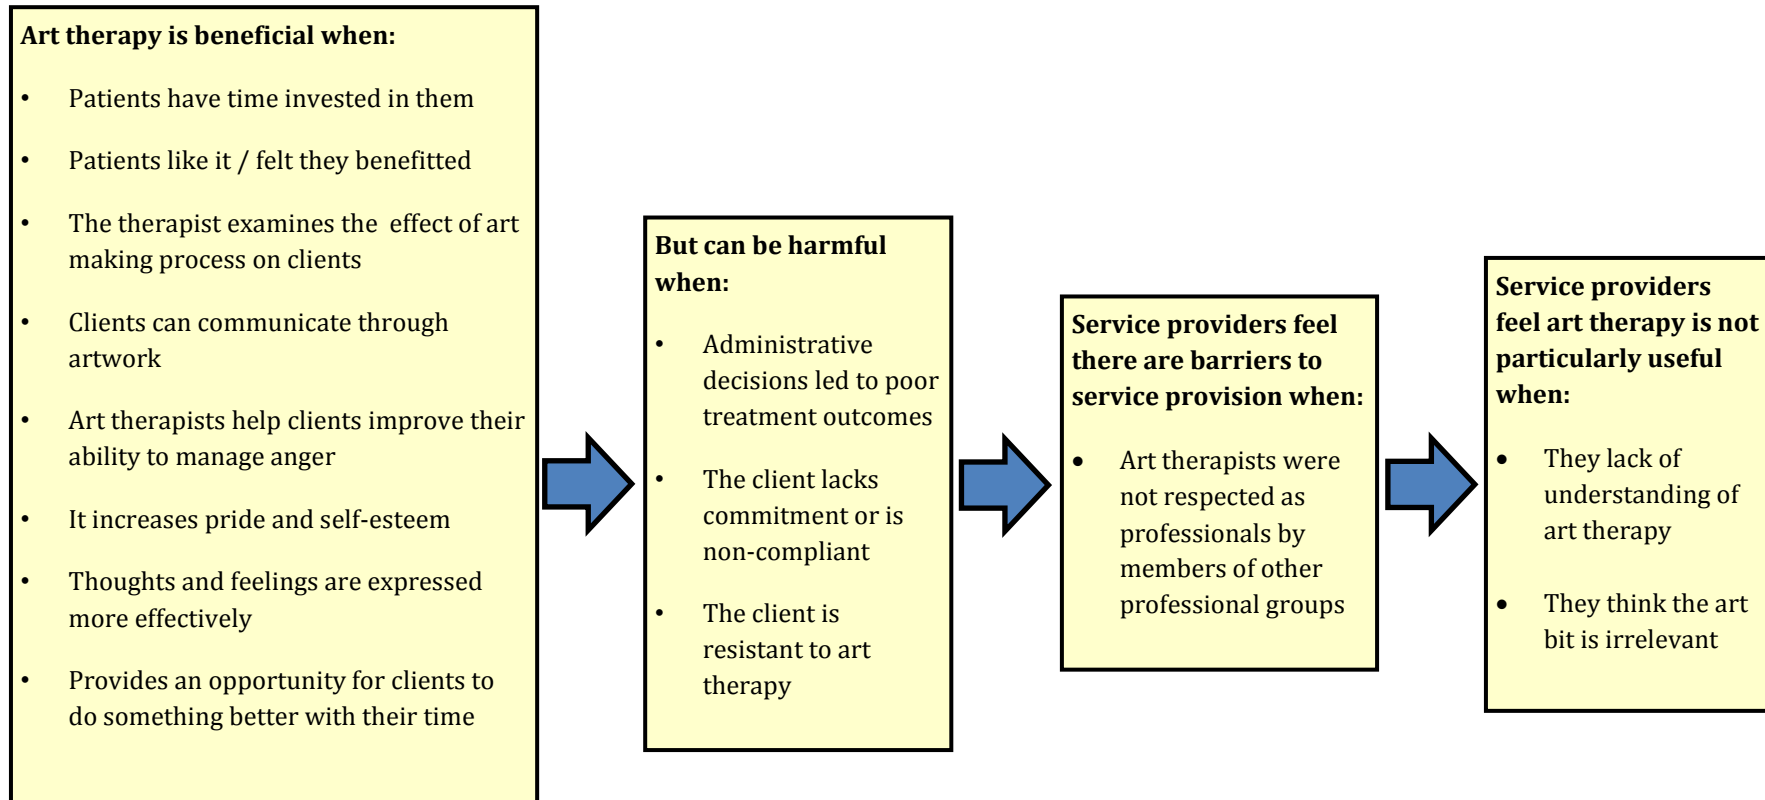 Art therapy is beneficial when:
• Patients have time invested in them
• Patients like it / felt they benefitted
• The therapist examines the  effect of art
making process on clients
• Clients can communicate through
artwork
• Art therapists help clients improve their
ability to manage anger
• It increases pride and self-esteem
• Thoughts and feelings are expressed
more effectively
• Provides an opportunity for clients to
do something better with their time
But can be harmful
when:
• Administrative
decisions led to poor
treatment outcomes
• The client lacks
commitment or is
non-compliant
• The client is
resistant to art
therapy
Service providers feel
there are barriers to
service provision when:
• Art therapists were
not respected as
professionals by
members of other
professional groups
Service providers
feel art therapy is not
particularly useful
when:
• They lack of
understanding of
art therapy
• They think the art
bit is irrelevant